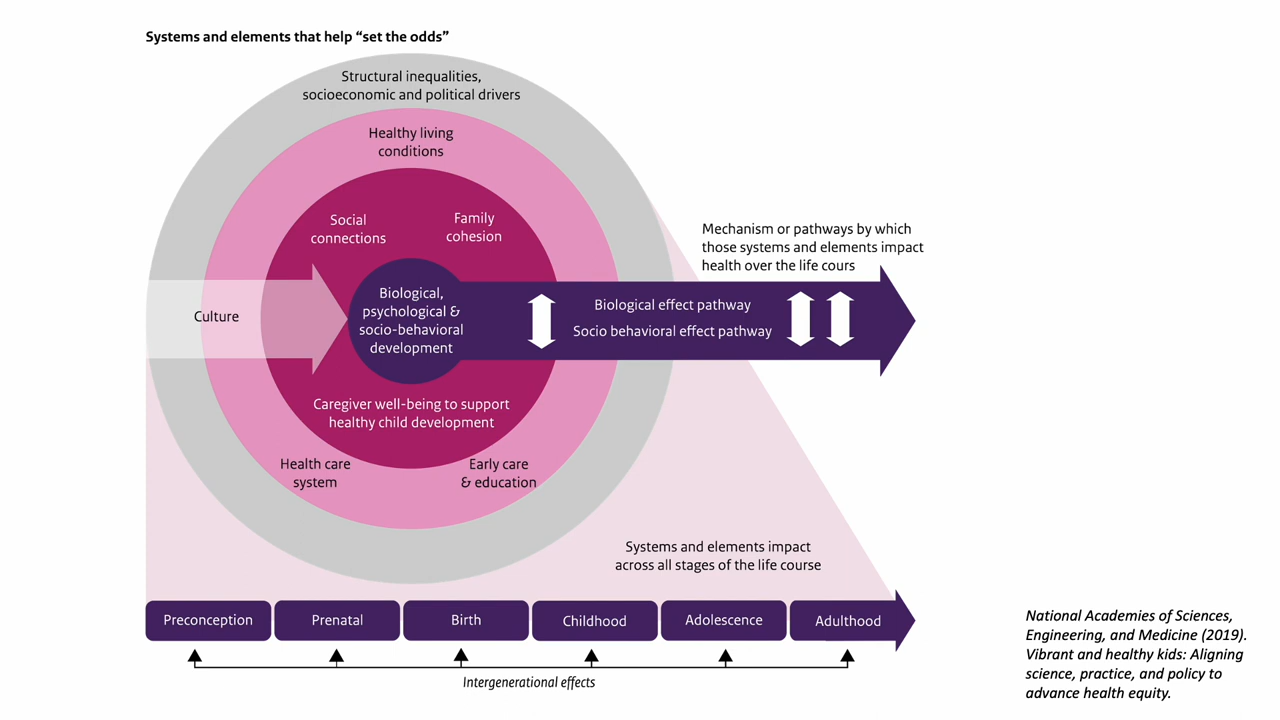 Systems and elements that help “set the odds”
Structural inequalities,
socioeconomic and political drivers
Healthy living
conditions
Social
connections
Family
cohesion
Mechanism or pathways by which
those systems and elements impact
health over the life cours
Culture
Biological,
psychological &
socio-behavioral
development
Biological effect pathway
Socio behavioral effect pathway
Caregiver well-being to support
healthy child development
Health care
system
Early care
& education
Systems and elements impact
across all stages of the life course
Preconception
Prenatal
Birth
Childhood
Adolescence
Adulthood
Intergenerational effects
National Academies of Sciences,
Engineering, and Medicine (2019).
Vibrant and healthy kids: Aligning
science, practice, and policy to
advance health equity.